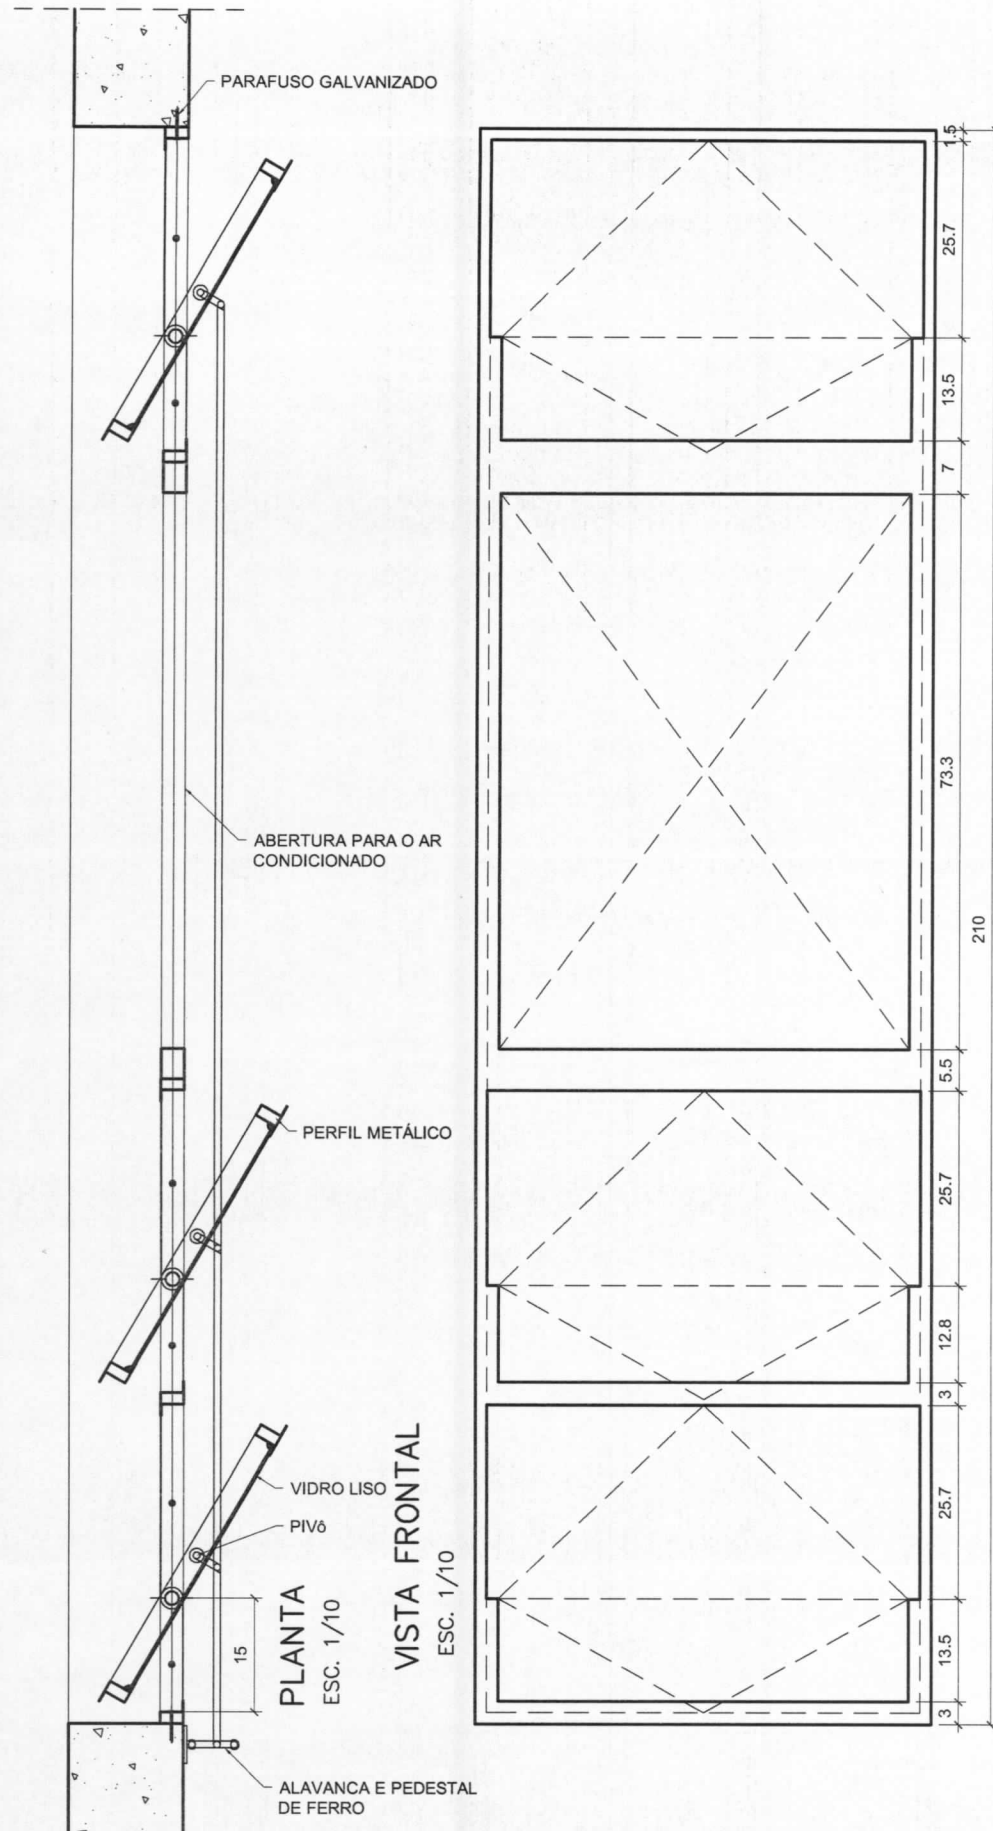 PARAFUSO GALVANIZADO
1.5
25.7
13.5
7
73.3
ABERTURA PARA O AR
CONDICIONADO
210
5.5
PERFIL METÁLICO
25.7
12.8
3
25.7
VIDRO LISO
PIVô
VISTA FRONTAL
ESC. 1/10
PLANTA
ESC. 1/10
15
13.5
3
ALAVANCA E PEDESTAL
DE FERRO